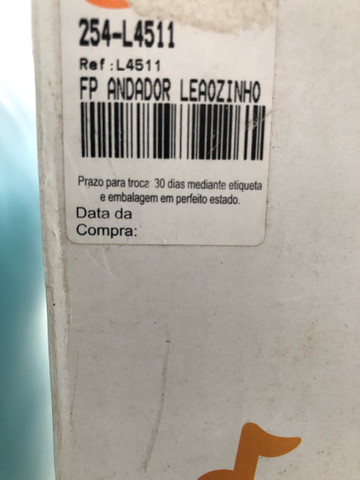 254-L4511
Ref:L4511
FP ANDADOR LEAOZINHO
Prazo para troca: 30 dias mediante etiqueta
e embalagem em perfeito estado.
Data da
Compra: